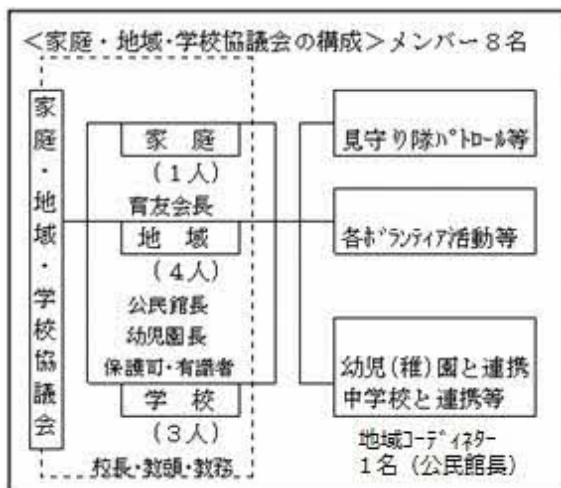 <家庭・地域・学校協議会の構成>メンバー８名
家庭・地域・学校協議会
家 庭
(１人)
育友会長
地 域
(４人)
公民館長
幼児園長
保護司・有識者
学 校
(３人)
校長・教頭・教務
見守り隊ﾊﾟﾄﾛｰﾙ等
各ﾎﾞﾗﾝﾃｨｱ活動等
幼児(稚)園と連携
中学校と連携等
地域ｺｰﾃﾞｨﾈﾀｰ
１名（公民館長）